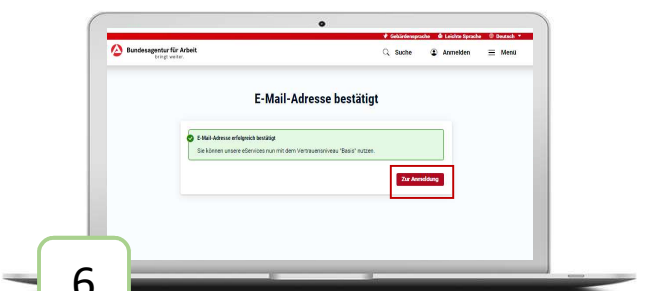 Gebärdensprache Leichte Sprache Deutsch
Bundesagentur für Arbeit
bringt weiter.
Suche Anmelden Menü
E-Mail-Adresse bestätigt
E-Mail-Adresse erfolgreich bestätigt
Sie können unsere eServices nun mit dem Vertrauensniveau "Basis" nutzen.
Zur Anmeldung
6